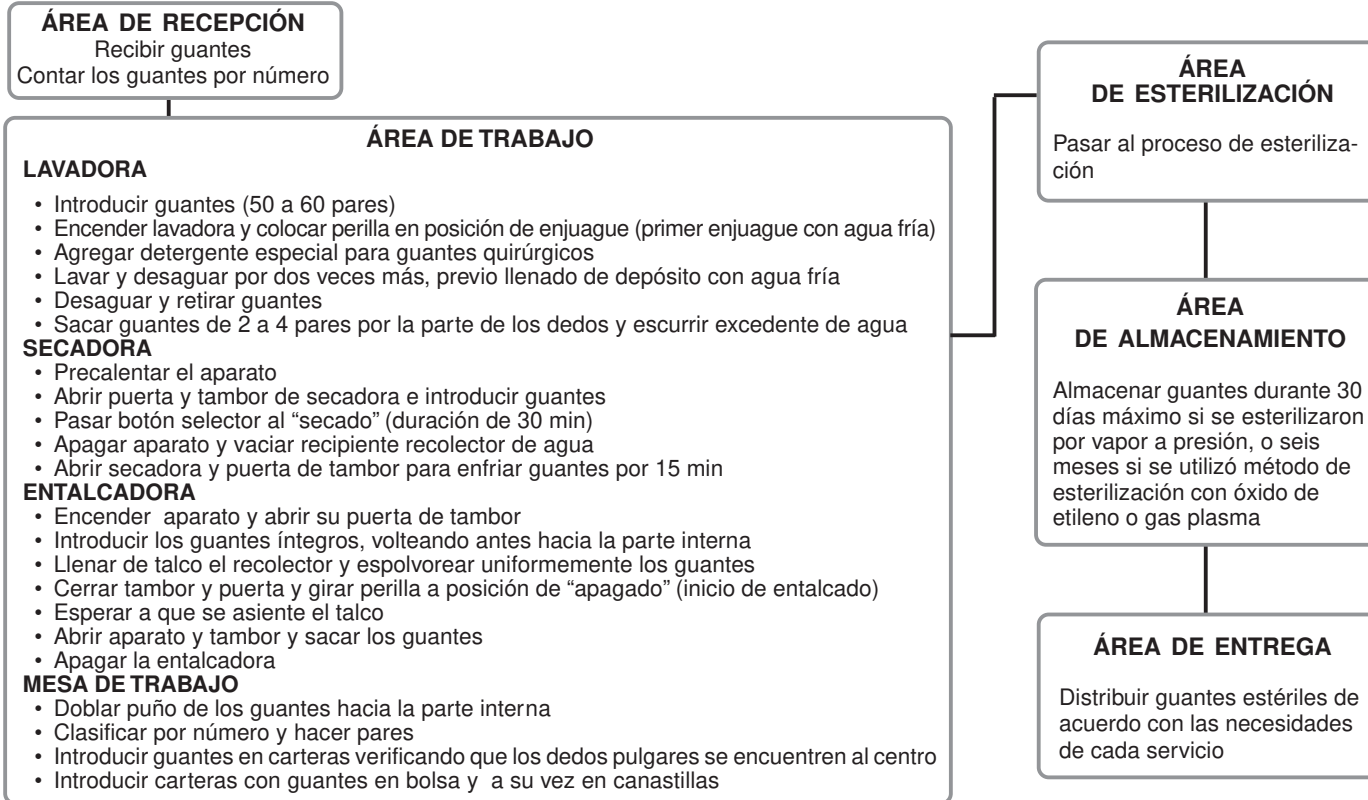 ÁREA DE RECEPCIÓN
Recibir guantes
Contar los guantes por número
ÁREA DE TRABAJO
LAVADORA
• Introducir guantes (50 a 60 pares)
• Encender lavadora y colocar perilla en posición de enjuague (primer enjuague con agua fría)
• Agregar detergente especial para guantes quirúrgicos
• Lavar y desaguar por dos veces más, previo llenado de depósito con agua fría
• Desaguar y retirar guantes
• Sacar guantes de 2 a 4 pares por la parte de los dedos y escurrir excedente de agua
SECADORA
• Precalentar el aparato
• Abrir puerta y tambor de secadora e introducir guantes
• Pasar botón selector al “secado” (duración de 30 min)
• Apagar aparato y vaciar recipiente recolector de agua
• Abrir secadora y puerta de tambor para enfriar guantes por 15 min
ENTALCADORA
• Encender aparato y abrir su puerta de tambor
• Introducir los guantes íntegros, volteando antes hacia la parte interna
• Llenar de talco el recolector y espolvorear uniformemente los guantes
• Cerrar tambor y puerta y girar perilla a posición de “apagado” (inicio de entalcado)
• Esperar a que se asiente el talco
• Abrir aparato y tambor y sacar los guantes
• Apagar la entalcadora
MESA DE TRABAJO
• Doblar puño de los guantes hacia la parte interna
• Clasificar por número y hacer pares
• Introducir guantes en carteras verificando que los dedos pulgares se encuentren al centro
• Introducir carteras con guantes en bolsa y a su vez en canastillas
ÁREA
DE ESTERILIZACIÓN
Pasar al proceso de esteriliza-
ción
ÁREA
DE ALMACENAMIENTO
Almacenar guantes durante 30
días máximo si se esterilizaron
por vapor a presión, o seis
meses si se utilizó método de
esterilización con óxido de
etileno o gas plasma
ÁREA DE ENTREGA
Distribuir guantes estériles de
acuerdo con las necesidades
de cada servicio